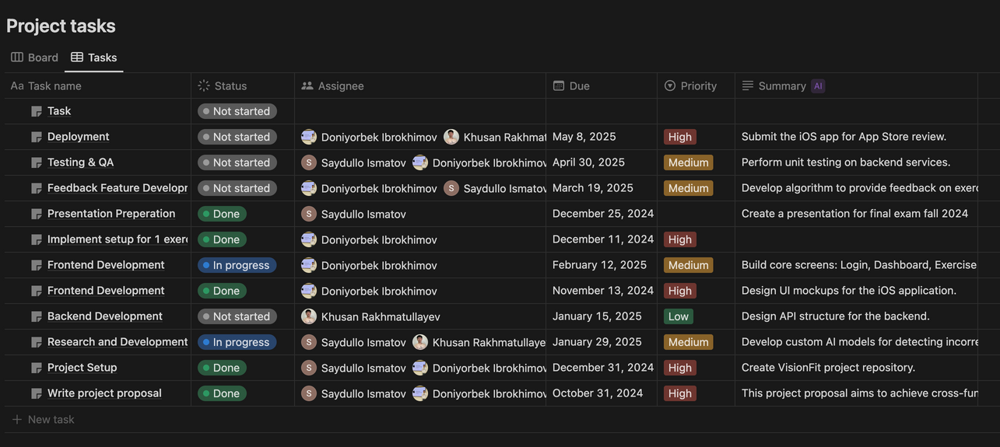 Project tasks
Board Tasks
Aa Task name Status Assignee Due Priority Summary AI
Task Not started
Deployment Not started Doniyorbek Ibrokhimov Khusan Rakhmat May 8, 2025 High Submit the iOS app for App Store review.
Testing & QA Not started S Saydullo Ismatov Doniyorbek Ibrokhimov April 30, 2025 Medium Perform unit testing on backend services.
Feedback Feature Developr Not started Doniyorbek Ibrokhimov S Saydullo Ismatov March 19, 2025 Medium Develop algorithm to provide feedback on exerc
Presentation Preperation Done S Saydullo Ismatov December 25, 2024 Create a presentation for final exam fall 2024
Implement setup for 1 exerc Done Doniyorbek Ibrokhimov December 11, 2024 High
Frontend Development In progress Doniyorbek Ibrokhimov February 12, 2025 Medium Build core screens: Login, Dashboard, Exercise
Frontend Development Done Doniyorbek Ibrokhimov November 13, 2024 High Design UI mockups for the iOS application.
Backend Development Not started Khusan Rakhmatullayev January 15, 2025 Low Design API structure for the backend.
Research and Development In progress S Saydullo Ismatov Khusan Rakhmatullaye January 29, 2025 Medium Develop custom AI models for detecting incorre
Project Setup Done S Saydullo Ismatov Doniyorbek Ibrokhimov December 31, 2024 High Create VisionFit project repository.
Write project proposal Done S Saydullo Ismatov Doniyorbek Ibrokhimov October 31, 2024 High This project proposal aims to achieve cross-fun
+ New task